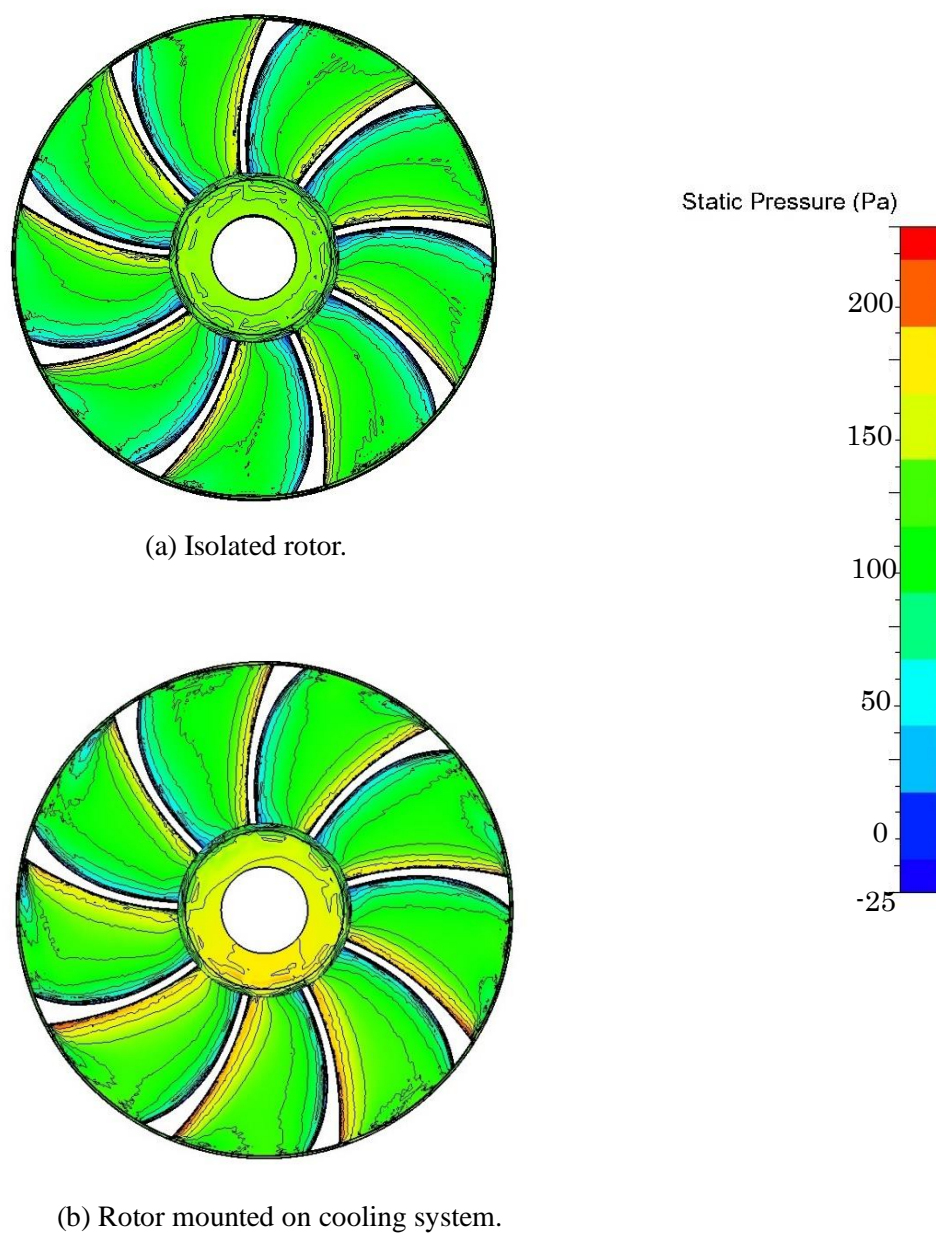 Static Pressure (Pa)
200
150
100
50
0
-25
(a) Isolated rotor.
(b) Rotor mounted on cooling system.